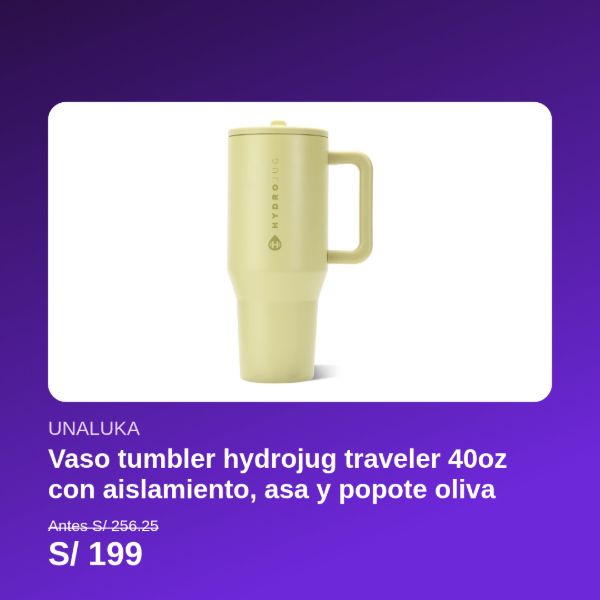 HYDROJUG
UNALUKA
Vaso tumbler hydrojug traveler 40oz
con aislamiento, asa y popote oliva
Antes S/ 256.25
S/ 199